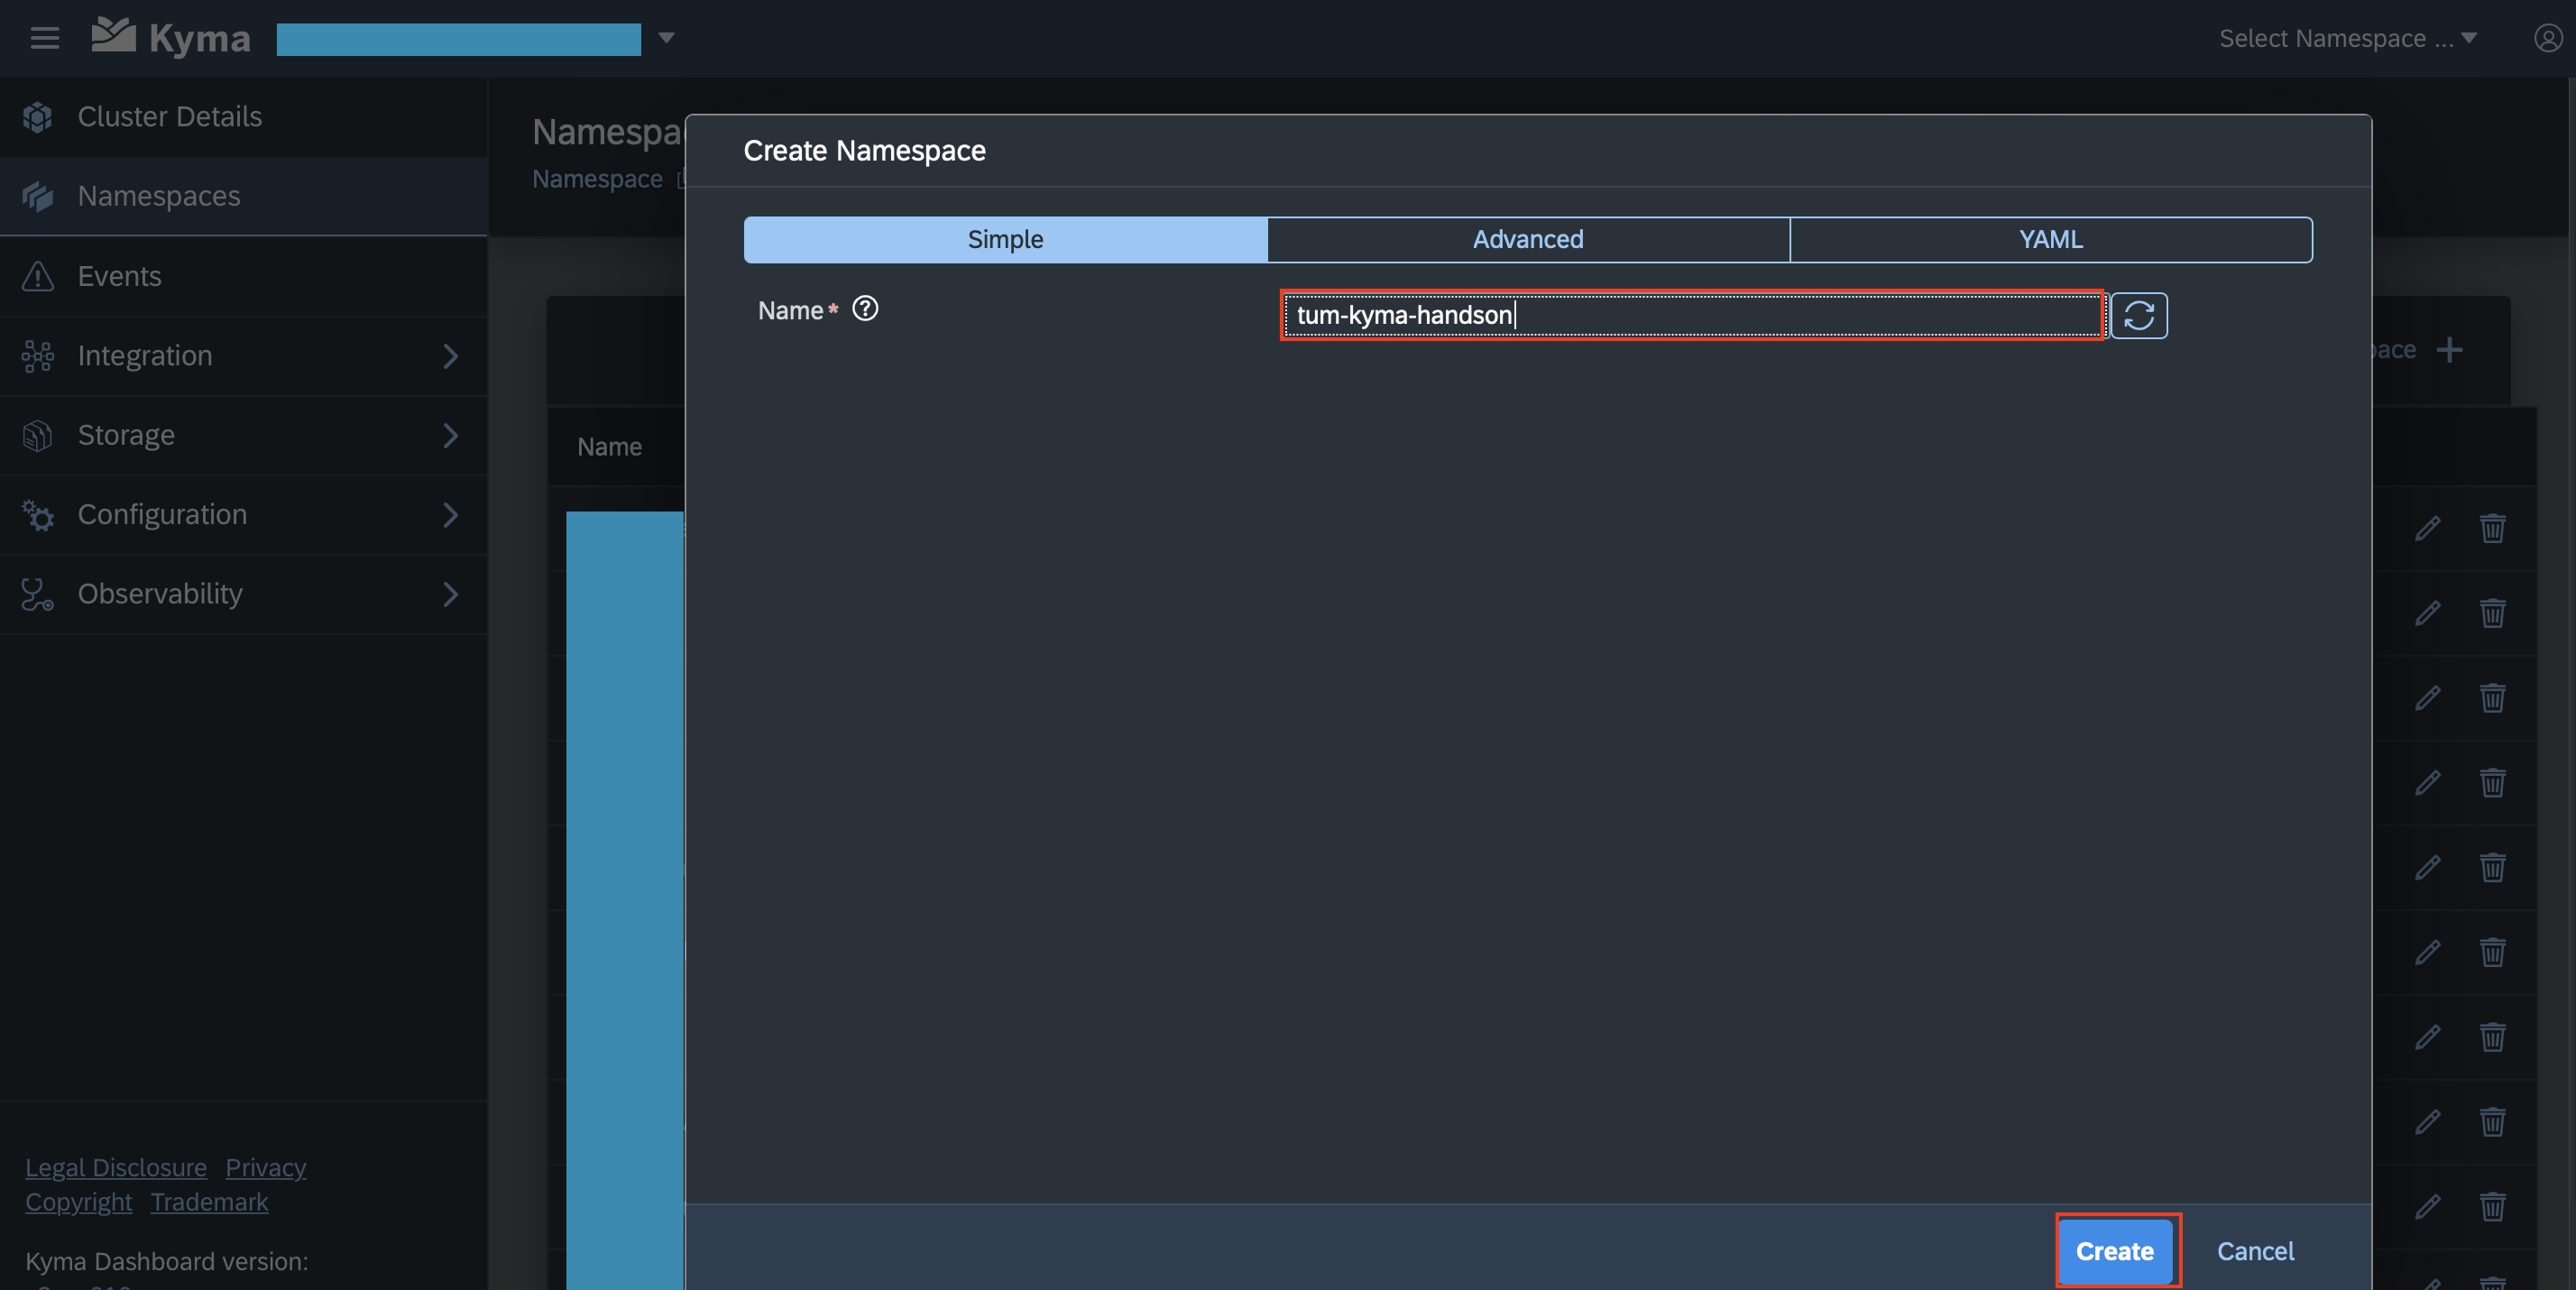 Kyma
Select Namespace ...
Cluster Details
Namespaces
Events
Integration
Storage
Configuration
Observability
Legal Disclosure Privacy
Copyright Trademark
Kyma Dashboard version:
Namespa
Namespace
Name
Create Namespace
Simple Advanced YAML
Name* tum-kyma-handson
pace +
Create Cancel